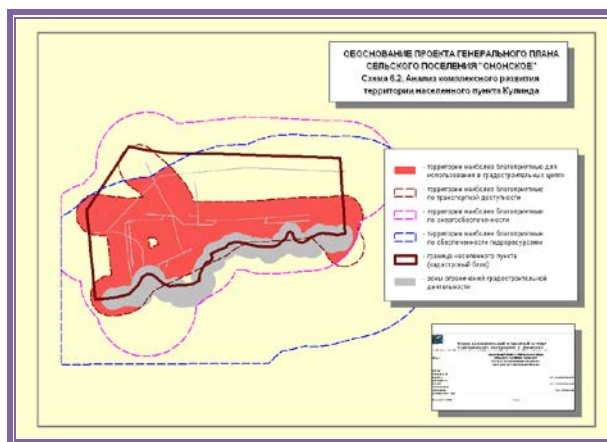 ОБОСНОВАНИЕ ПРОЕКТА ГЕНЕРАЛЬНОГО ПЛАНА
СЕЛЬСКОГО ПОСЕЛЕНИЯ "ОНОНСКОЕ"
Схема 6.2. Анализ комплексного развития
территории населенного пункта Кулинда
- территории наиболее благоприятные для
использования в градостроительных целях
- территории наиболее благоприятные
по транспортной доступности
- территории наиболее благоприятные
по энергообеспеченности
- территории наиболее благоприятные
по обеспеченности гидроресурсами
- граница населенного пункта
(кадастровый блок)
- зоны ограничений градостроительной
деятельности